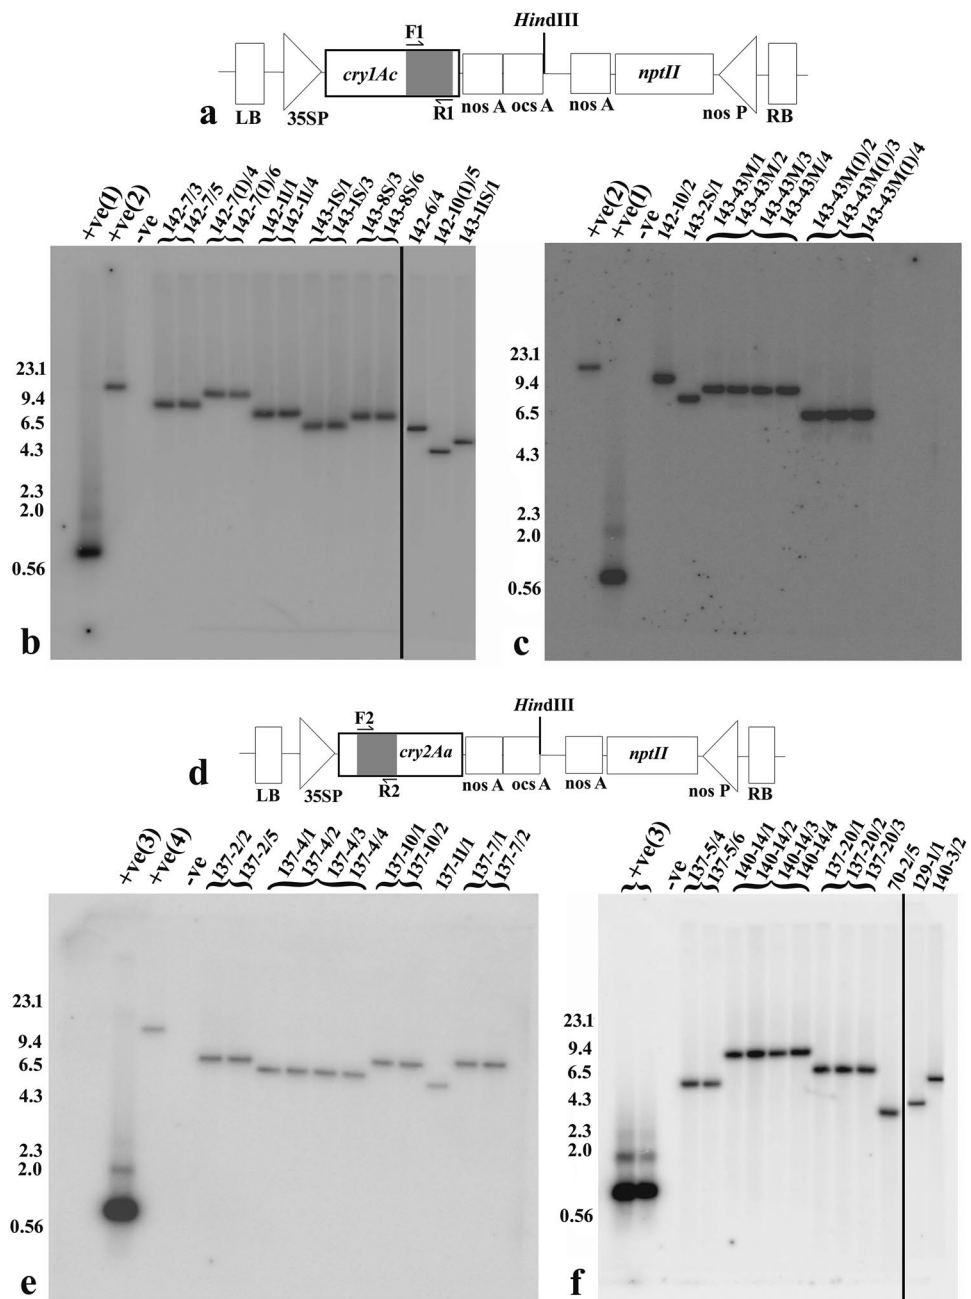 HindIII
F1
cry1Ac
nptII
R1
nos A
ocs A
nos A
nos P
LB
35SP
RB
a
+ve(1)
+ve(2)
-ve
142-7/3
142-7/5
142-7(1)/4
142-7(1)/6
142-11/1
142-11/4
143-1S/1
143-1S/3
143-8S/3
143-8S/6
142-6/4
142-10(1)/5
143-11S/1
23.1
9.4
6.5
4.3
2.3
2.0
0.56
b
+ve(2)
+ve(1)
-ve
142-10/2
143-2S/1
143-43M/1
143-43M/2
143-43M/3
143-43M/4
143-43M(1)/2
143-43M(1)/3
143-43M(1)/4
23.1
9.4
6.5
4.3
2.3
2.0
0.56
c
HindIII
F2
cry2Aa
nptII
R2
nos A
ocs A
nos A
nos P
LB
35SP
RB
d
+ve(3)
+ve(4)
-ve
137-2/2
137-2/5
137-4/1
137-4/2
137-4/3
137-4/4
137-10/1
137-10/2
137-11/1
137-7/1
137-7/2
23.1
9.4
6.5
4.3
2.3
2.0
0.56
e
+ve(3)
-ve
137-5/4
137-5/6
140-14/1
140-14/2
140-14/3
140-14/4
137-20/1
137-20/2
137-20/3
70-2/5
129-1/1
140-3/2
23.1
9.4
6.5
4.3
2.3
2.0
0.56
f